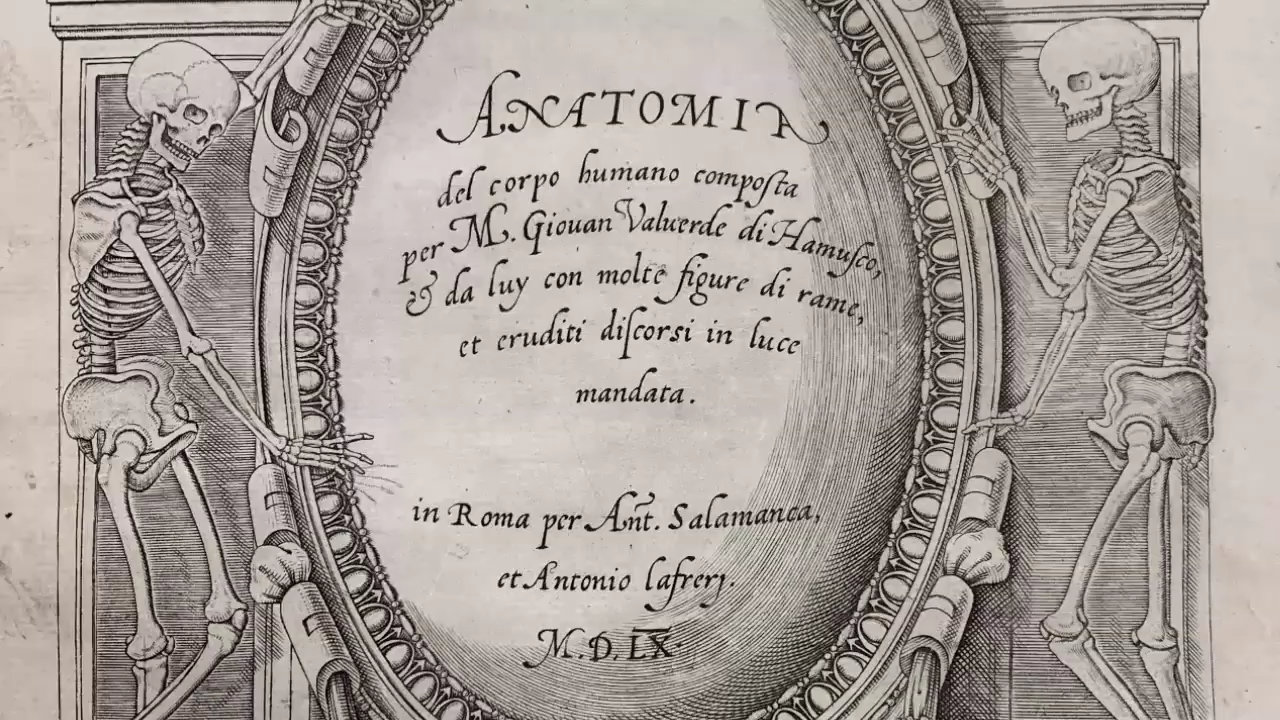 ANATOMIA
del corpo humano compoſta
per M. Giouan Valuerde di Hamuſco,
& da luy con molte figure di rame,
et eruditi diſcorsi in luce
mandata.
in Roma per Ant̃. Salamanca,
et Antonio lafrerj.
M.D.LX.